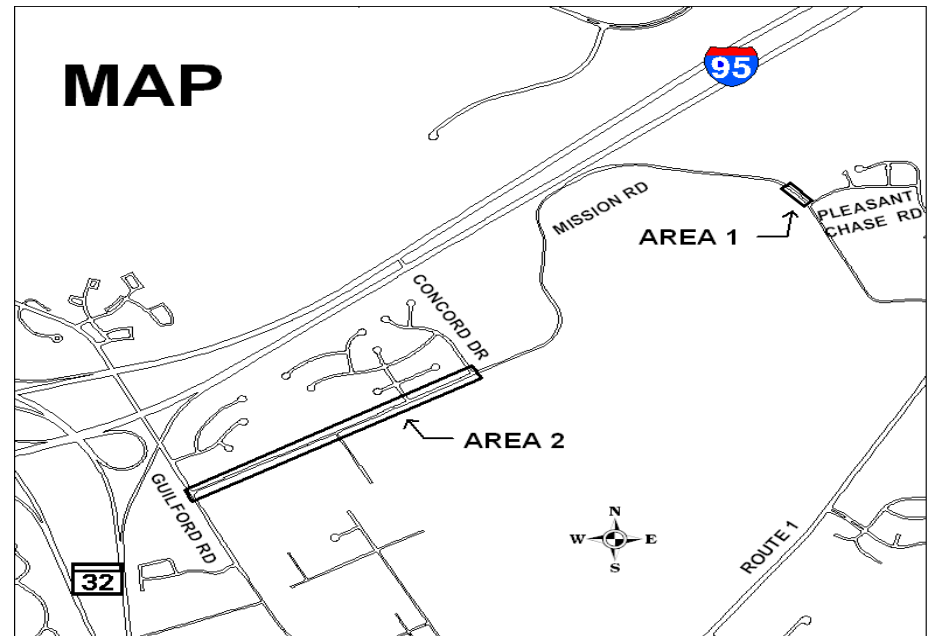 MAP
95
MISSION RD
PLEASANT
CHASE RD
AREA 1
CONCORD DR
AREA 2
GUILFORD RD
N
W E
S
ROUTE 1
32